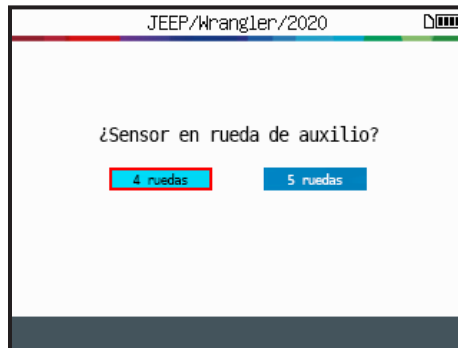 JEEP/Wrangler/2020
¿Sensor en rueda de auxilio?
4 ruedas 5 ruedas